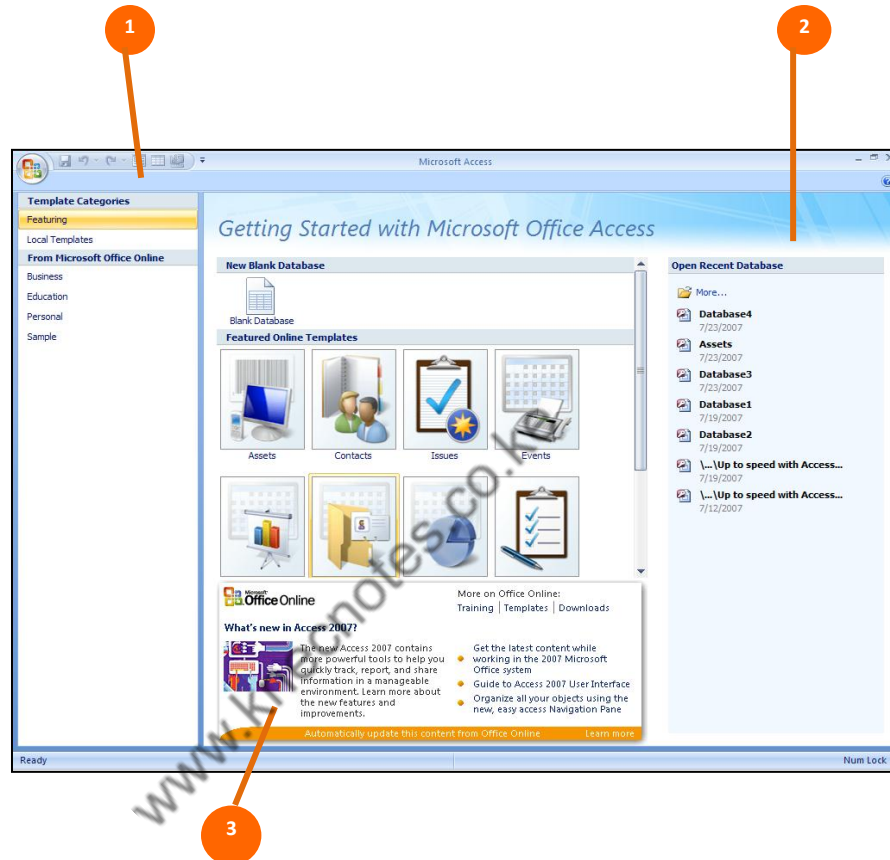 1
2
Microsoft Access
Template Categories
Featuring
Local Templates
From Microsoft Office Online
Business
Education
Personal
Sample
Getting Started with Microsoft Office Access
New Blank Database
Blank Database
Featured Online Templates
Assets
Contacts
Issues
Events
Microsoft
Office Online
More on Office Online:
Training | Templates | Downloads
What's new in Access 2007?
The new Access 2007 contains
more powerful tools to help you
quickly track, report, and share
information in a manageable
environment. Learn more about
the new features and
improvements.
Get the latest content while
working in the 2007 Microsoft
Office system
Guide to Access 2007 User Interface
Organize all your objects using the
new, easy access Navigation Pane
Automatically update this content from Office Online
Learn more
Open Recent Database
More...
Database4
7/23/2007
Assets
7/23/2007
Database3
7/23/2007
Database1
7/19/2007
Database2
7/19/2007
\...\Up to speed with Access...
7/19/2007
\...\Up to speed with Access...
7/12/2007
Ready
Num Lock
3
www.knecnotes.co.k